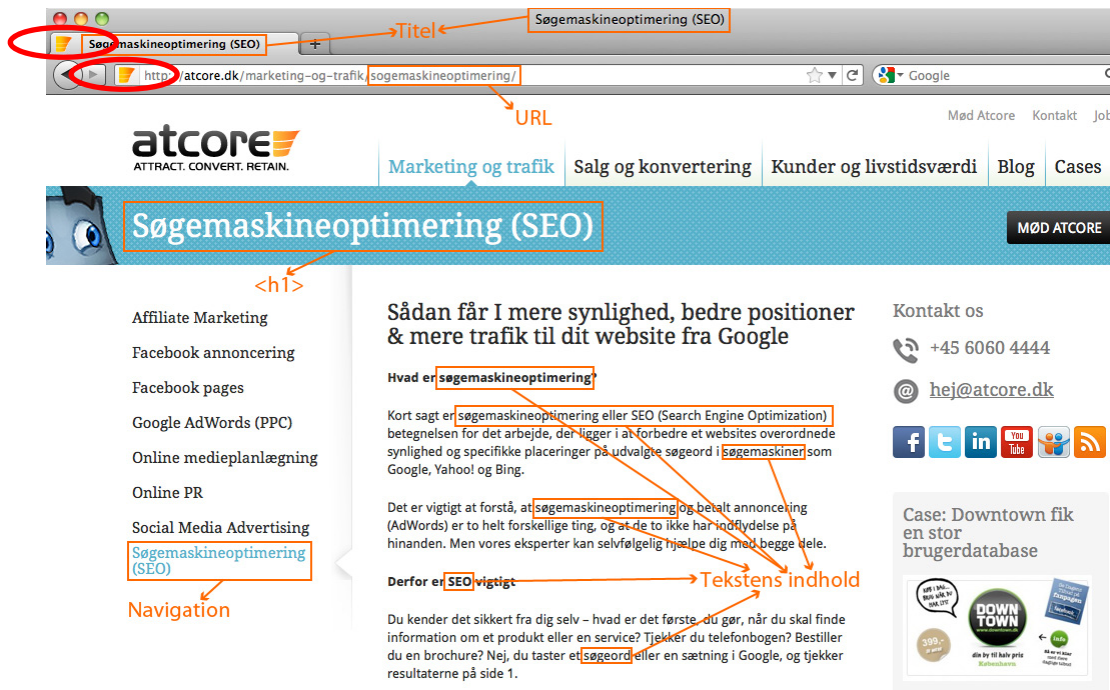 Søgemaskineoptimering (SEO)
Titel
Søgemaskineoptimering (SEO)
http://atcore.dk/marketing-og-trafik/sogemaskineoptimering/
Google
URL
Mød Atcore Kontakt Job
atcore
ATTRACT. CONVERT. RETAIN.
Marketing og trafik Salg og konvertering Kunder og livstidsværdi Blog Cases
Søgemaskineoptimering (SEO)
MØD ATCORE
<h1>
Affiliate Marketing
Facebook annoncering
Facebook pages
Google AdWords (PPC)
Online medieplanlægning
Online PR
Social Media Advertising
Søgemaskineoptimering
(SEO)
Navigation
Sådan får I mere synlighed, bedre positioner
& mere trafik til dit website fra Google
Hvad er søgemaskineoptimering?
Kort sagt er søgemaskineoptimering eller SEO (Search Engine Optimization)
betegnelsen for det arbejde, der ligger i at forbedre et websites overordnede
synlighed og specifikke placeringer på udvalgte søgeord i søgemaskiner som
Google, Yahoo! og Bing.
Det er vigtigt at forstå, at søgemaskineoptimering og betalt annoncering
(AdWords) er to helt forskellige ting, og at de to ikke har indflydelse på
hinanden. Men vores eksperter kan selvfølgelig hjælpe dig med begge dele.
Derfor er SEO vigtigt
Tekstens indhold
Du kender det sikkert fra dig selv – hvad er det første, du gør, når du skal finde
information om et produkt eller en service? Tjekker du telefonbogen? Bestiller
du en brochure? Nej, du taster et søgeord eller en sætning i Google, og tjekker
resultaterne på side 1.
Kontakt os
+45 6060 4444
hej@atcore.dk
You
Tube
Case: Downtown fik
en stor
brugerdatabase
DOWN
TOWN
www.downtown.dk
din by til halv pris
København
399,-
info
facebook